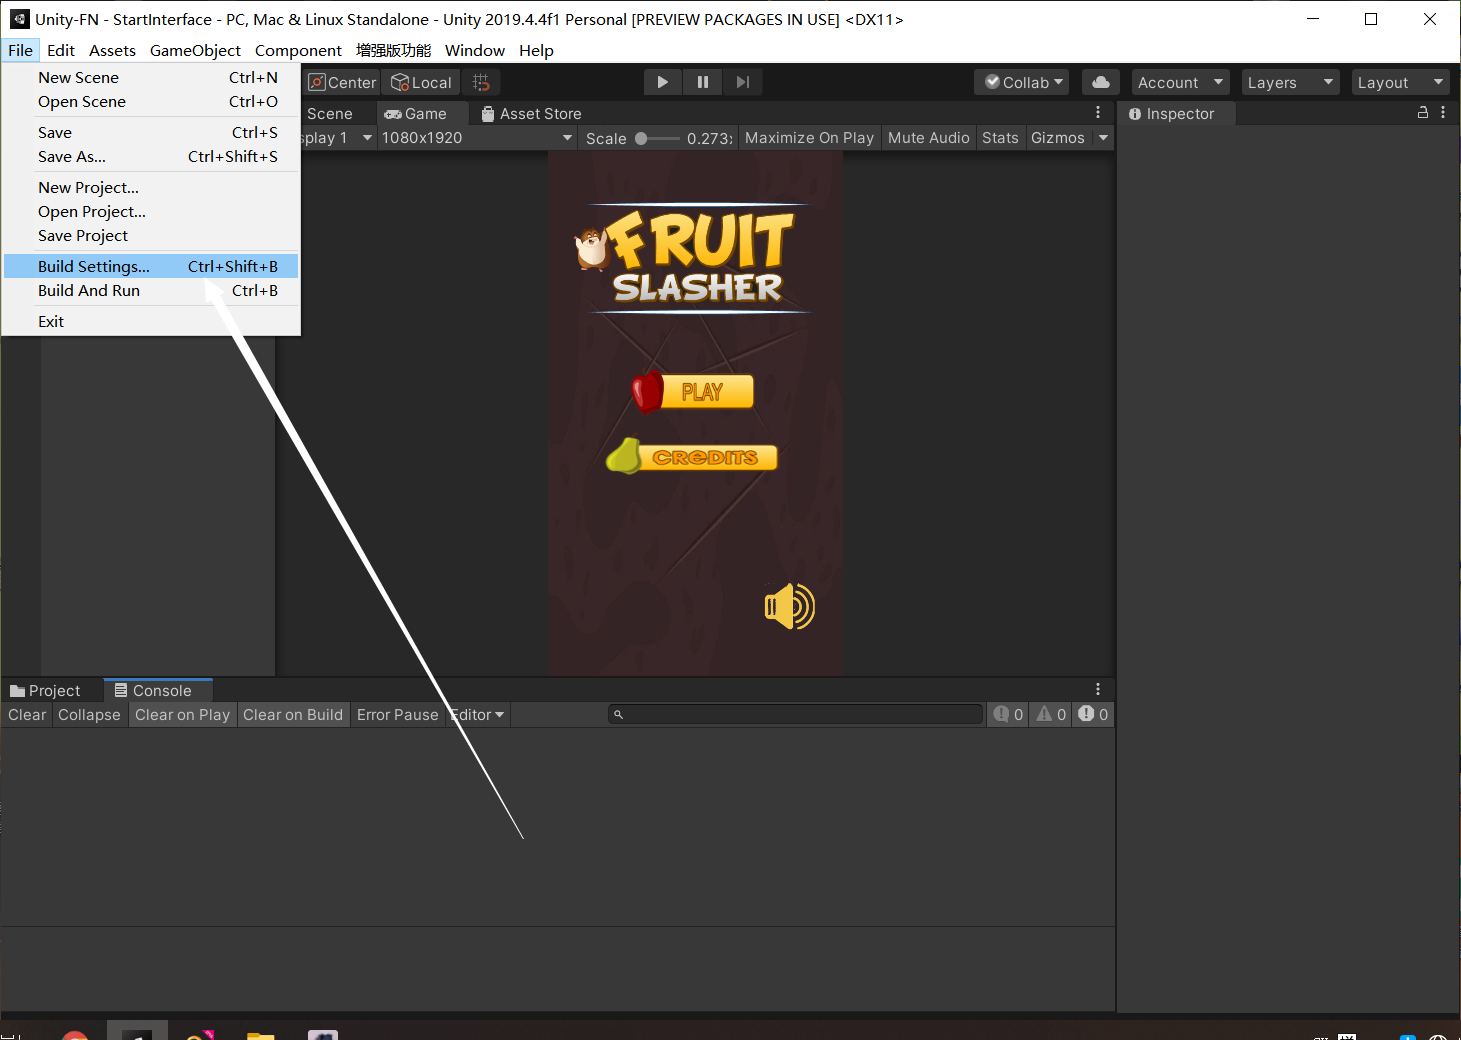 Unity-FN - StartInterface - PC, Mac & Linux Standalone - Unity 2019.4.4f1 Personal [PREVIEW PACKAGES IN USE] <DX11>
File Edit Assets GameObject Component 增强版功能 Window Help
New Scene Ctrl+N
Open Scene Ctrl+O
Save Ctrl+S
Save As... Ctrl+Shift+S
New Project...
Open Project...
Save Project
Build Settings... Ctrl+Shift+B
Build And Run Ctrl+B
Exit
Center Local Collab Account Layers Layout
Scene Game Asset Store
splay 1 1080x1920 Scale 0.273 Maximize On Play Mute Audio Stats Gizmos
Inspector
FRUIT
SLASHER
PLAY
CREDITS
Project Console
Clear Collapse Clear on Play Clear on Build Error Pause Editor 0 0 0